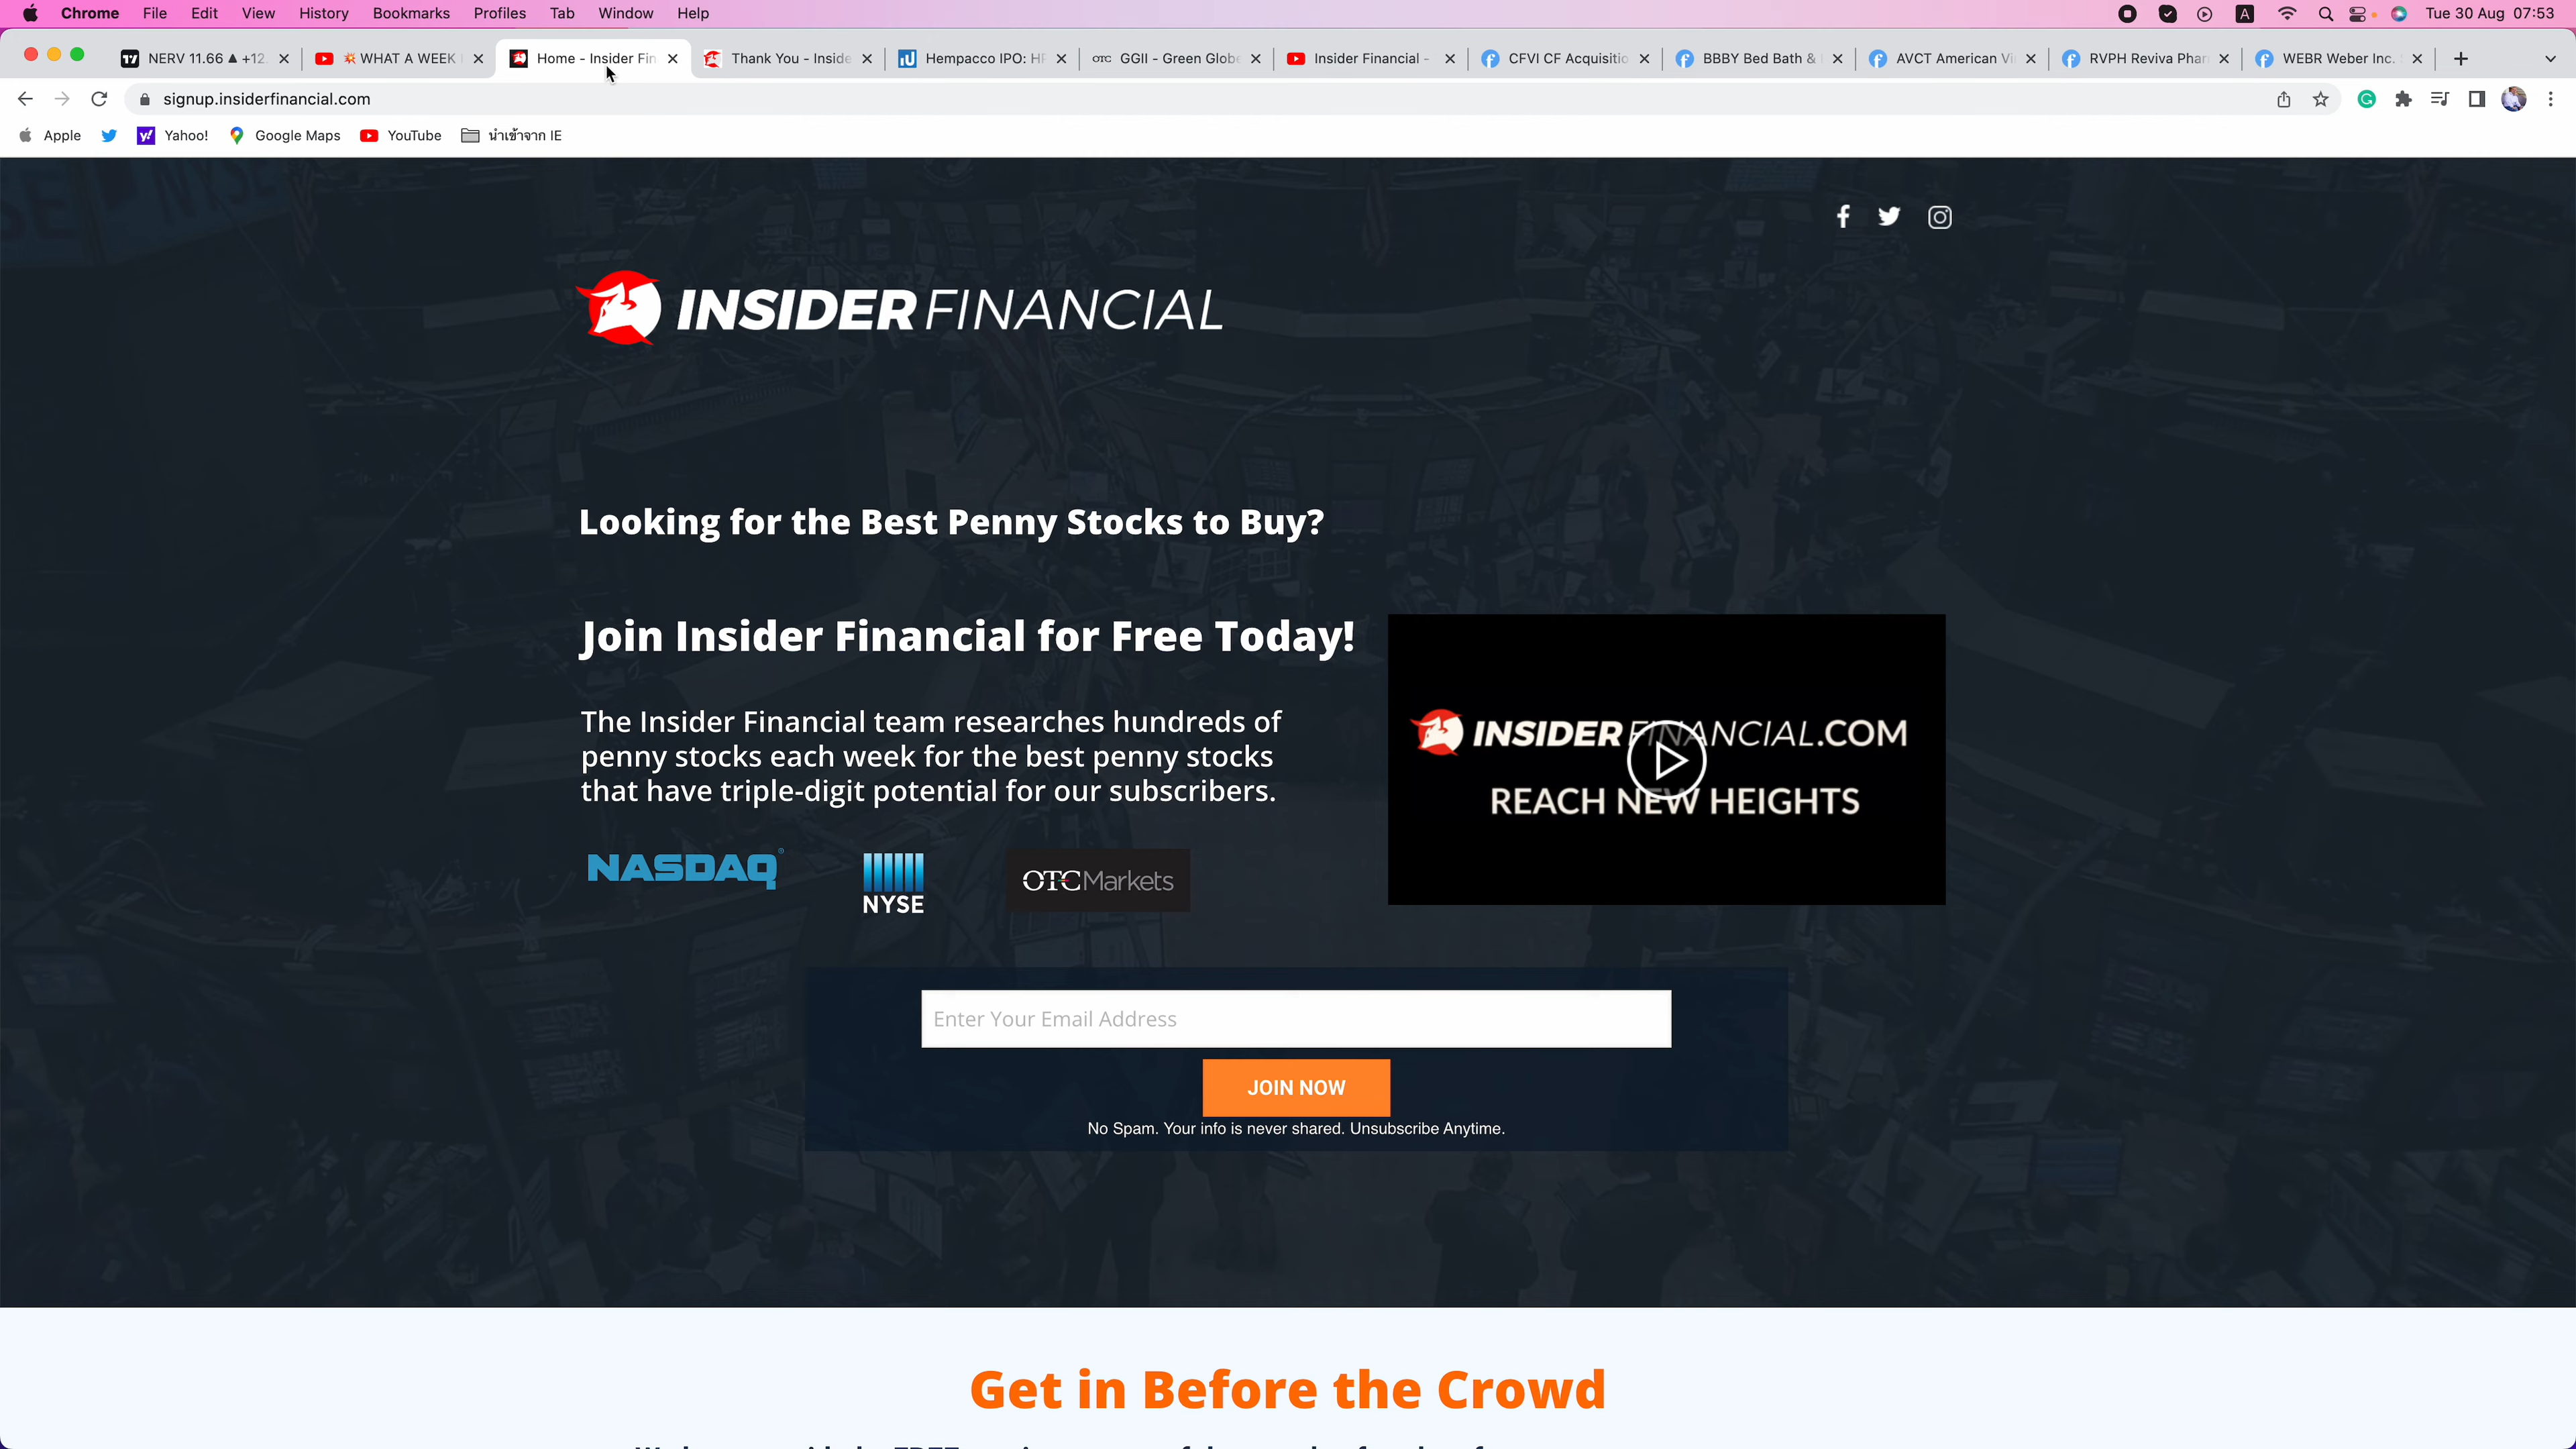 Chrome File Edit View History Bookmarks Profiles Tab Window Help A Tue 30 Aug 07:53
NERV 11.66 ▲ +12. WHAT A WEEK Home - Insider Fin Thank You - Inside Hempacco IPO: HP OTC GGII - Green Globe Insider Financial - CFVI CF Acquisitio BBBY Bed Bath & AVCT American Vi RVPH Reviva Phar WEBR Weber Inc.
signup.insiderfinancial.com
Apple Yahoo! Google Maps YouTube นำเข้าจาก IE
INSIDER FINANCIAL
Looking for the Best Penny Stocks to Buy?
Join Insider Financial for Free Today!
The Insider Financial team researches hundreds of
penny stocks each week for the best penny stocks
that have triple-digit potential for our subscribers.
INSIDER FINANCIAL.COM
REACH NEW HEIGHTS
NASDAQ
NYSE
OTC Markets
Enter Your Email Address
JOIN NOW
No Spam. Your info is never shared. Unsubscribe Anytime.
Get in Before the Crowd